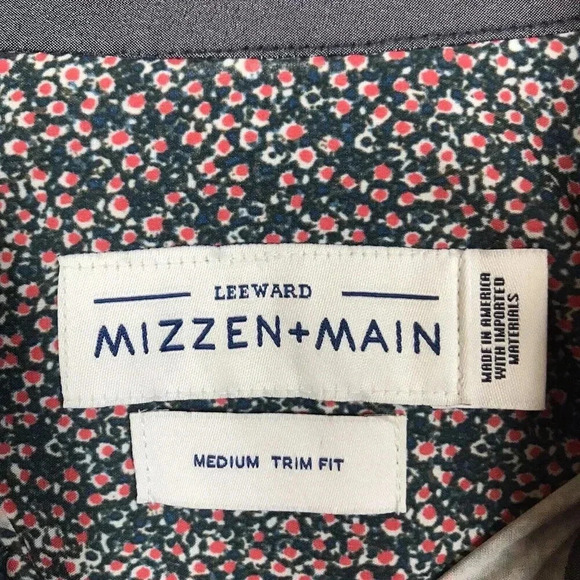 LEEWARD
MIZZEN+MAIN
MADE IN AMERICA
WITH IMPORTED
MATERIALS
MEDIUM TRIM FIT